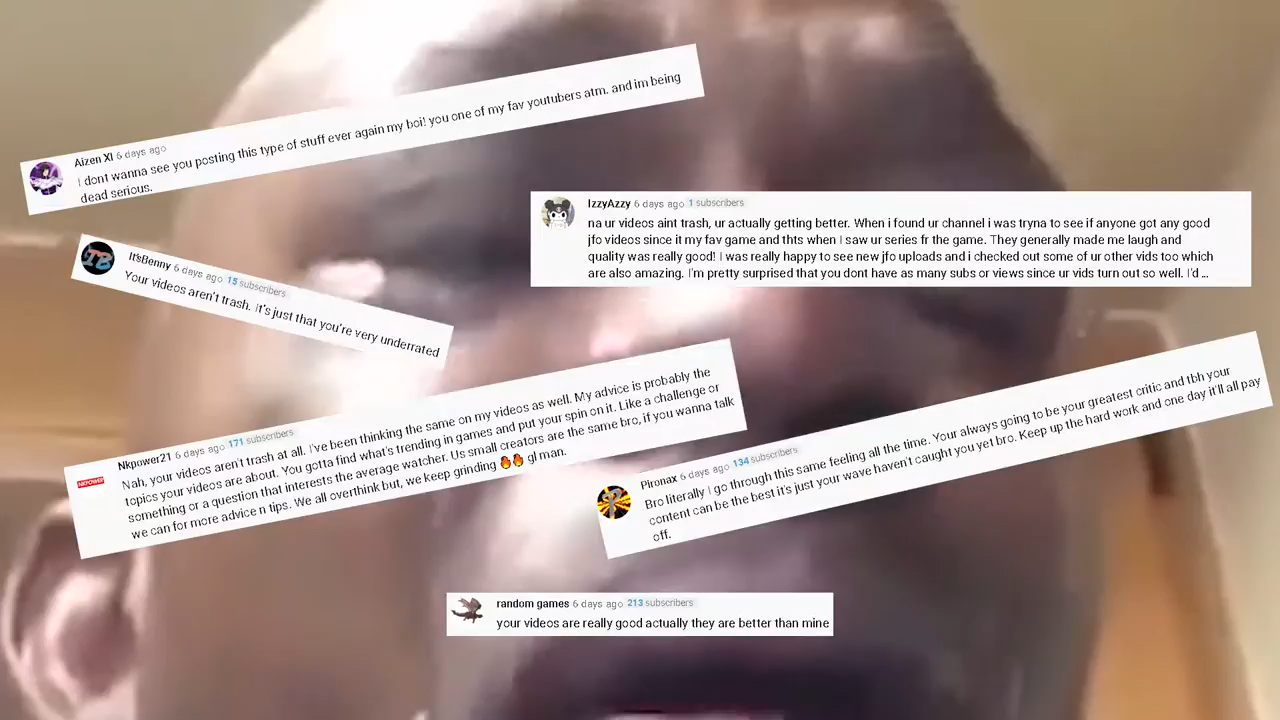 Aizen XI 6 days ago
I dont wanna see you posting this type of stuff ever again my boi! you one of my fav youtubers atm. and im being
dead serious.
IzzyAzzy 6 days ago 1 subscribers
na ur videos aint trash, ur actually getting better. When i found ur channel i was tryna to see if anyone got any good
jfo videos since it my fav game and thts when I saw ur series fr the game. They generally made me laugh and
quality was really good! I was really happy to see new jfo uploads and i checked out some of ur other vids too which
are also amazing. I'm pretty surprised that you dont have as many subs or views since ur vids turn out so well. I'd ...
TB
ItsBenny 6 days ago 15 subscribers
Your videos aren't trash. It's just that you're very underrated
NKPOWER
Nkpower21 6 days ago 171 subscribers
Nah, your videos aren't trash at all. I've been thinking the same on my videos as well. My advice is probably the
topics your videos are about. You gotta find what's trending in games and put your spin on it. Like a challenge or
something or a question that interests the average watcher. Us small creators are the same bro, if you wanna talk
we can for more advice n tips. We all overthink but, we keep grinding 🔥🔥 gl man.
Pironax 6 days ago 134 subscribers
Bro literally I go through this same feeling all the time. Your always going to be your greatest critic and tbh your
content can be the best it's just your wave haven't caught you yet bro. Keep up the hard work and one day it'll all pay
off.
random games 6 days ago 213 subscribers
your videos are really good actually they are better than mine